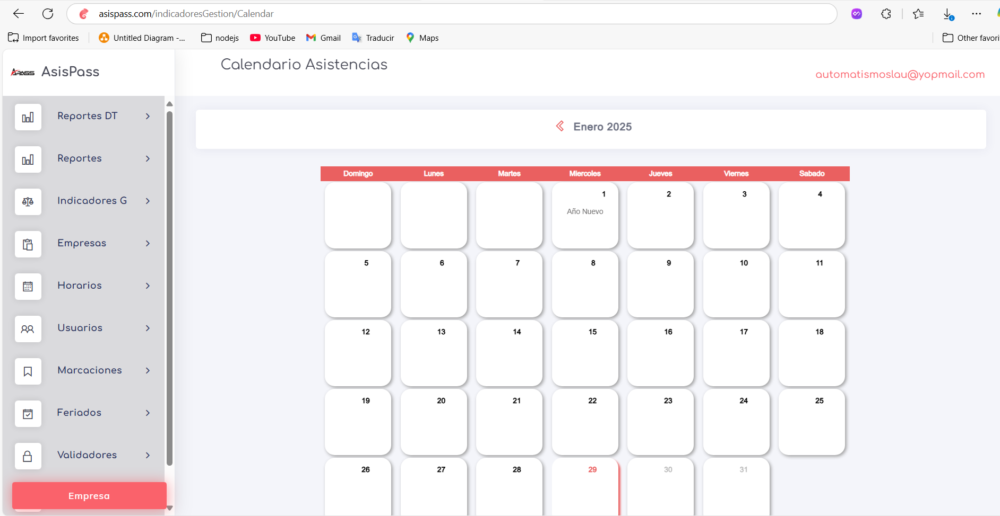 asispass.com/indicadoresGestion/Calendar
Import favorites
Untitled Diagram -...
nodejs
YouTube
Gmail
Traducir
Maps
Other favori
APASS AsisPass
Calendario Asistencias
automatismoslau@yopmail.com
Reportes DT
Reportes
Indicadores G
Empresas
Horarios
Usuarios
Marcaciones
Feriados
Validadores
Empresa
Enero 2025
Domingo Lunes Martes Miercoles Jueves Viernes Sabado
1 2 3 4
Año Nuevo
5 6 7 8 9 10 11
12 13 14 15 16 17 18
19 20 21 22 23 24 25
26 27 28 29 30 31